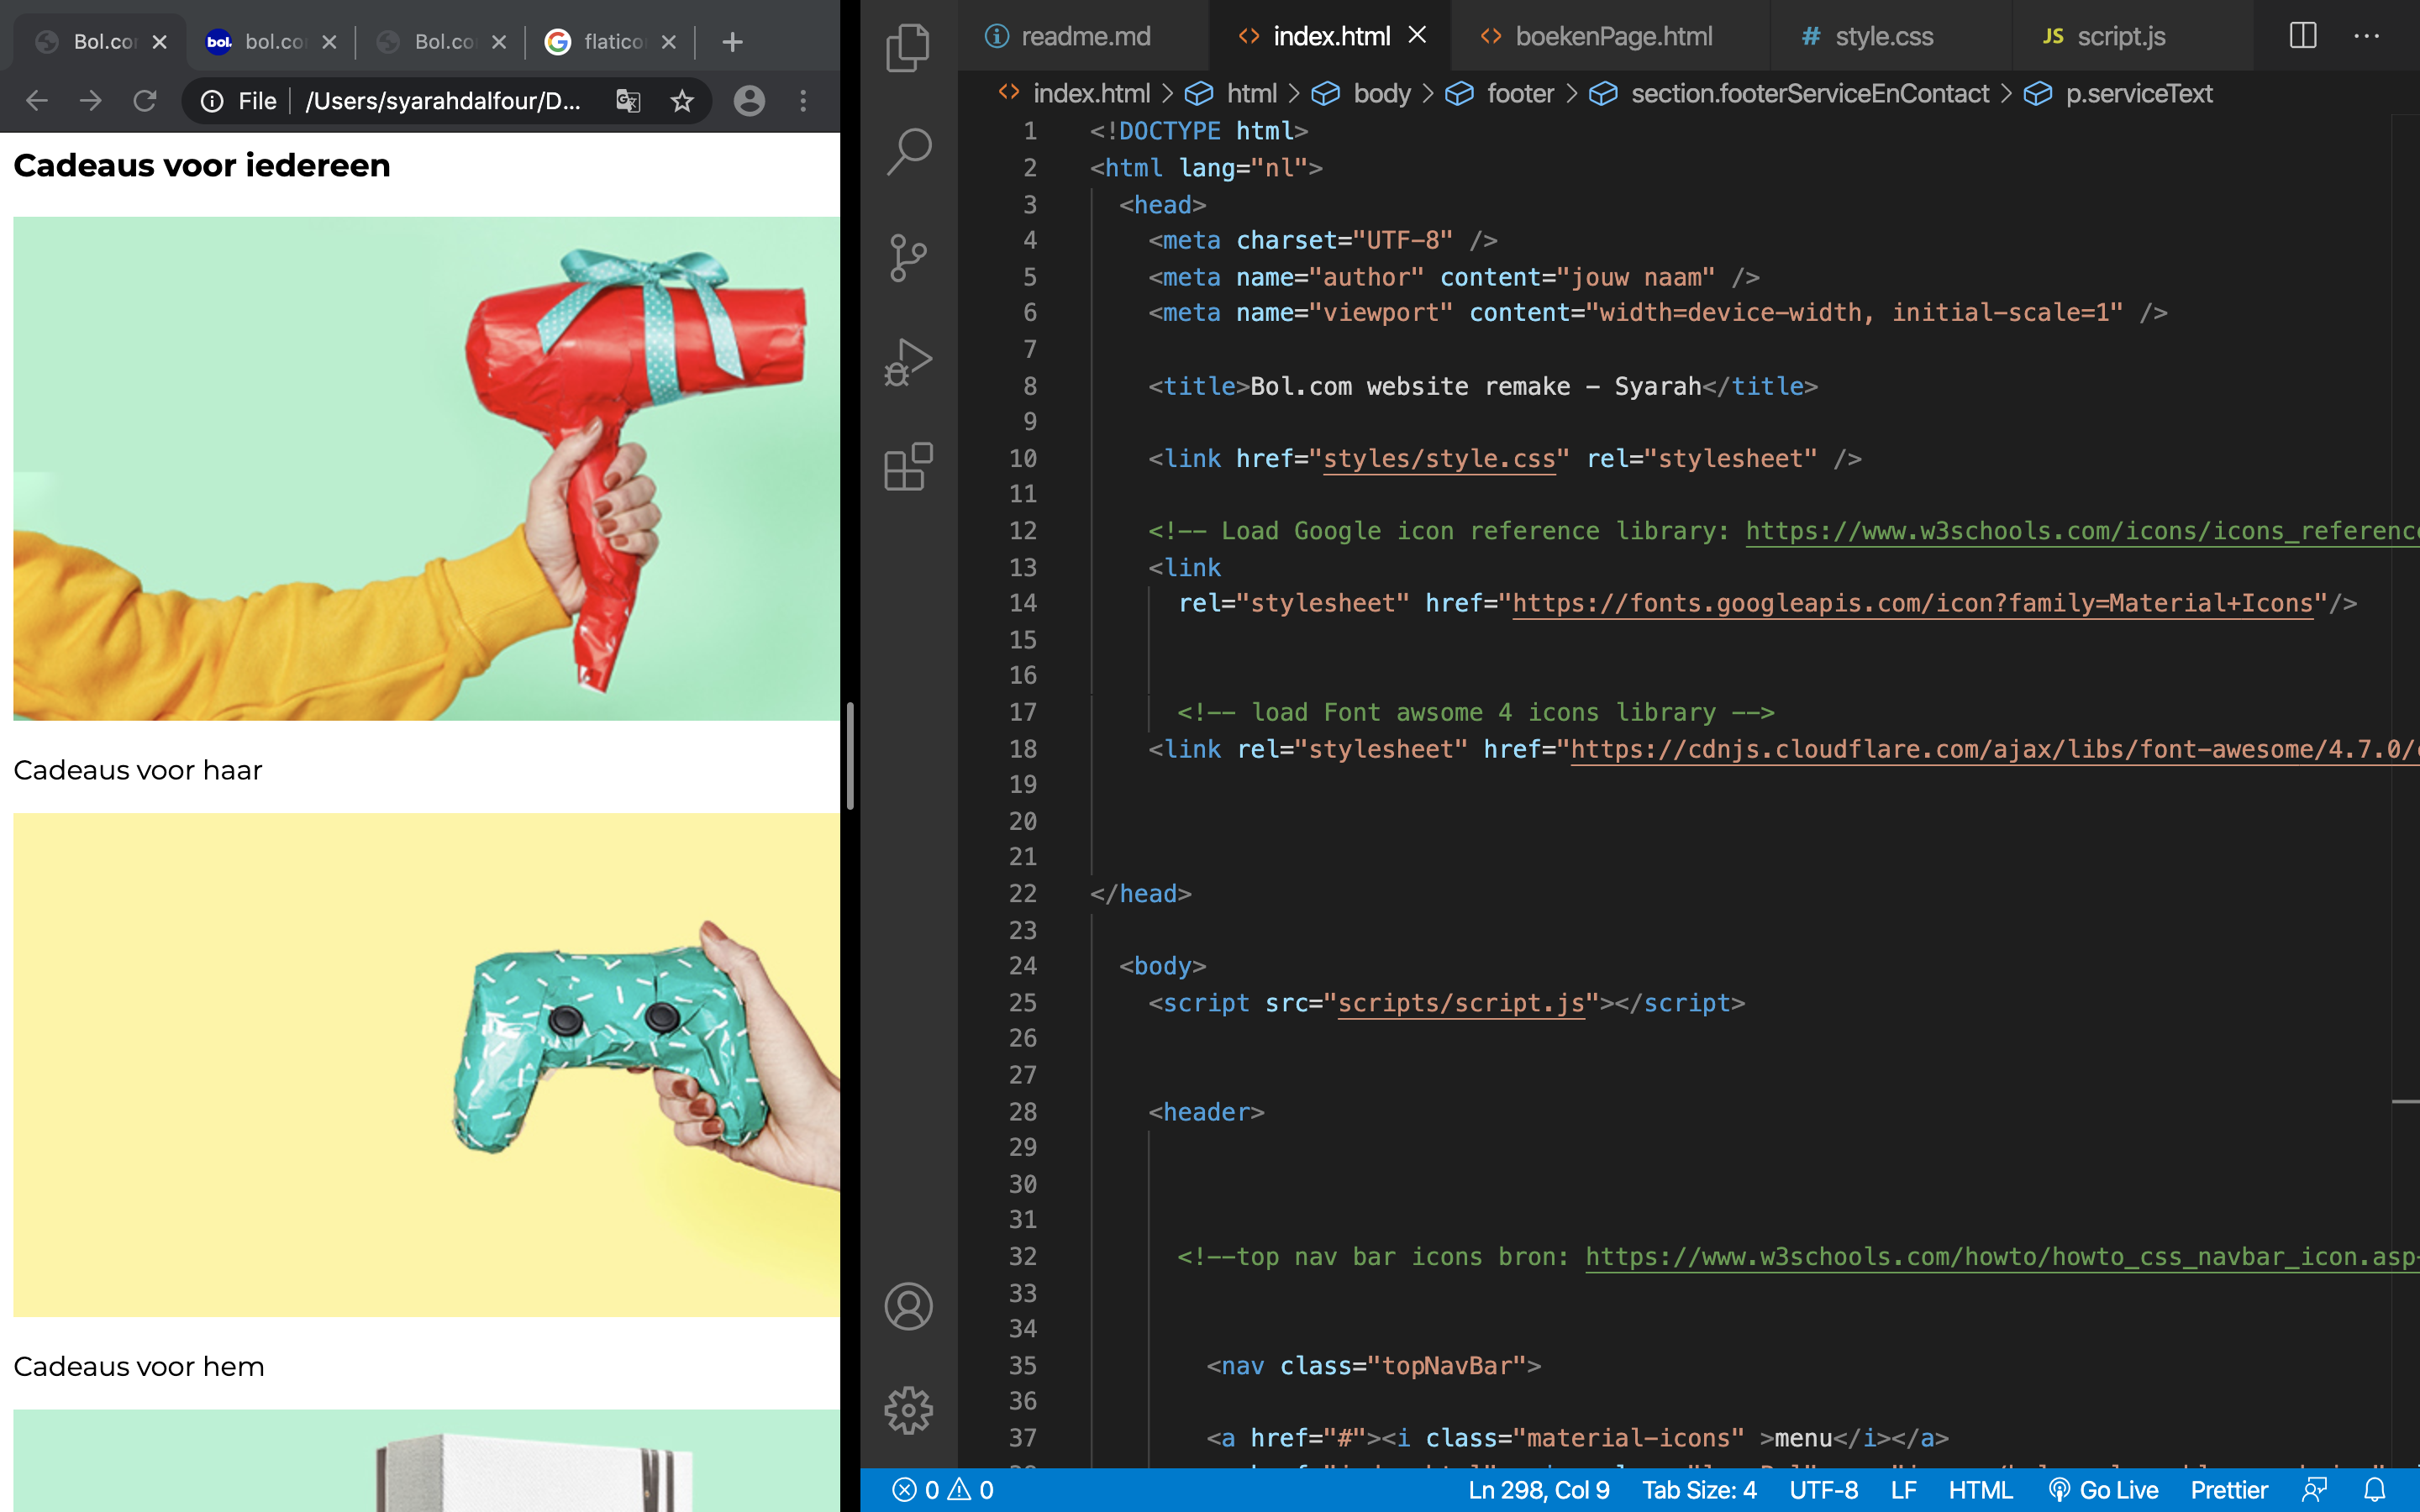 Bol.co
bol.
bol.co
Bol.co
flatico
File
/Users/syarahdalfour/D...
Cadeaus voor iedereen
Cadeaus voor haar
Cadeaus voor hem
readme.md
index.html
boekenPage.html
# style.css
JS script.js
index.html > html > body > footer > section.footerServiceEnContact > p.serviceText
1 <!DOCTYPE html>
2 <html lang="nl">
3 <head>
4 <meta charset="UTF-8" />
5 <meta name="author" content="jouw naam" />
6 <meta name="viewport" content="width=device-width, initial-scale=1" />
7
8 <title>Bol.com website remake - Syarah</title>
9
10 <link href="styles/style.css" rel="stylesheet" />
11
12 <!-- Load Google icon reference library: https://www.w3schools.com/icons/icons_referenc
13 <link
14 rel="stylesheet" href="https://fonts.googleapis.com/icon?family=Material+Icons"/>
15
16
17 <!-- load Font awsome 4 icons library -->
18 <link rel="stylesheet" href="https://cdnjs.cloudflare.com/ajax/libs/font-awesome/4.7.0/
19
20
21
22 </head>
23
24 <body>
25 <script src="scripts/script.js"></script>
26
27
28 <header>
29
30
31
32 <!--top nav bar icons bron: https://www.w3schools.com/howto/howto_css_navbar_icon.asp
33
34
35 <nav class="topNavBar">
36
37 <a href="#"><i class="material-icons" >menu</i></a>
0 0
Ln 298, Col 9
Tab Size: 4
UTF-8
LF
HTML
Go Live
Prettier